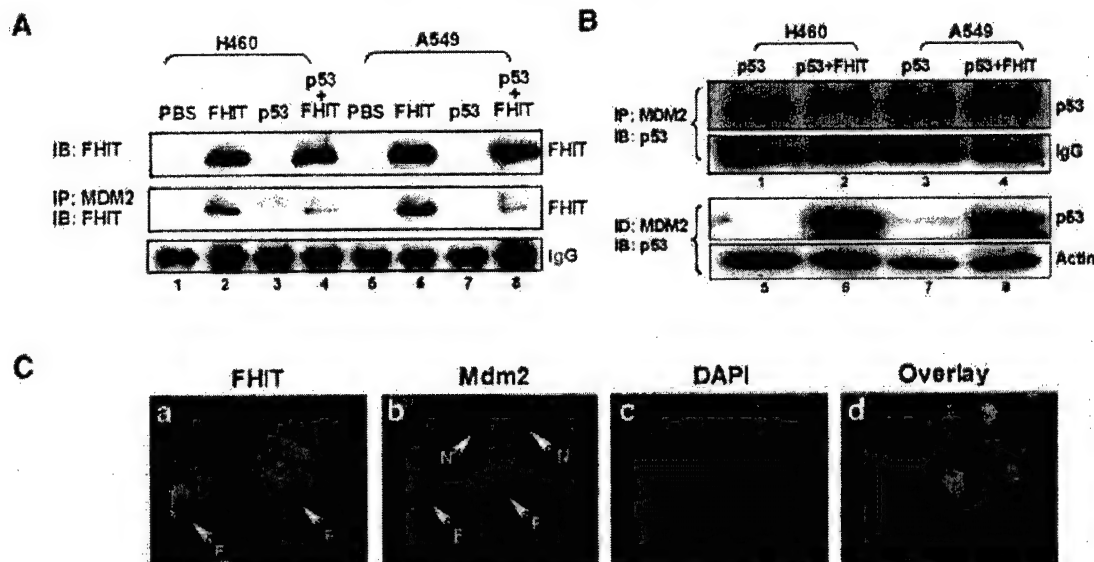 A
H460 A549
p53
+
FHIT
p53
+
FHIT
PBS FHIT p53 PBS FHIT p53
IB: FHIT
FHIT
IP: MDM2
IB: FHIT
FHIT
IgG
1 2 3 4 5 6 7 8
B
H460 A549
p53 p53+FHIT p53 p53+FHIT
IP: MDM2
IB: p53
p53
IgG
1 2 3 4
ID: MDM2
IB: p53
p53
Actin
5 6 7 8
C
FHIT Mdm2 DAPI Overlay
a b c d
N N
F F F F